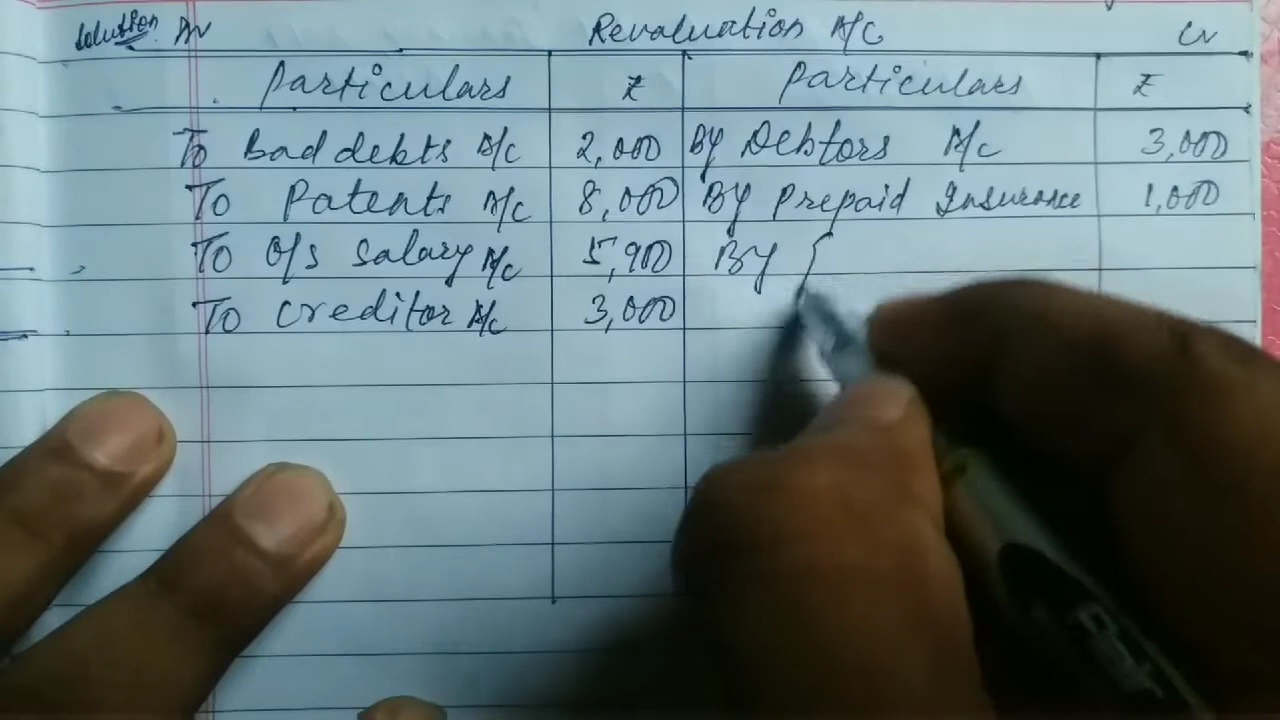 Solution Dr Revaluation A/C Cr
Particulars ₹ Particulars ₹
To Bad debts A/C 2,000 By Debtors A/C 3,000
To Patents A/C 8,000 By Prepaid Insurance 1,000
To O/S Salary A/C 5,900 By
To Creditor A/C 3,000